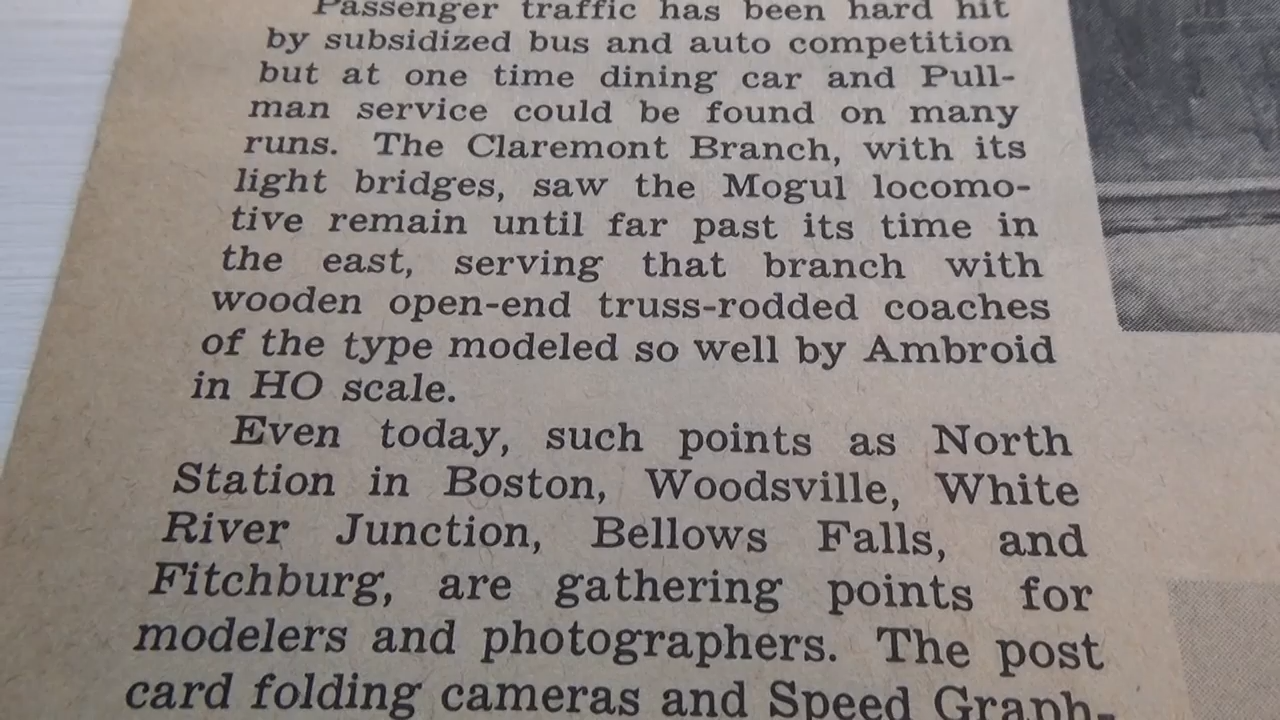 Passenger traffic has been hard hit
by subsidized bus and auto competition
but at one time dining car and Pull-
man service could be found on many
runs. The Claremont Branch, with its
light bridges, saw the Mogul locomo-
tive remain until far past its time in
the east, serving that branch with
wooden open-end truss-rodded coaches
of the type modeled so well by Ambroid
in HO scale.
Even today, such points as North
Station in Boston, Woodsville, White
River Junction, Bellows Falls, and
Fitchburg, are gathering points for
modelers and photographers. The post
card folding cameras and Speed Graph-